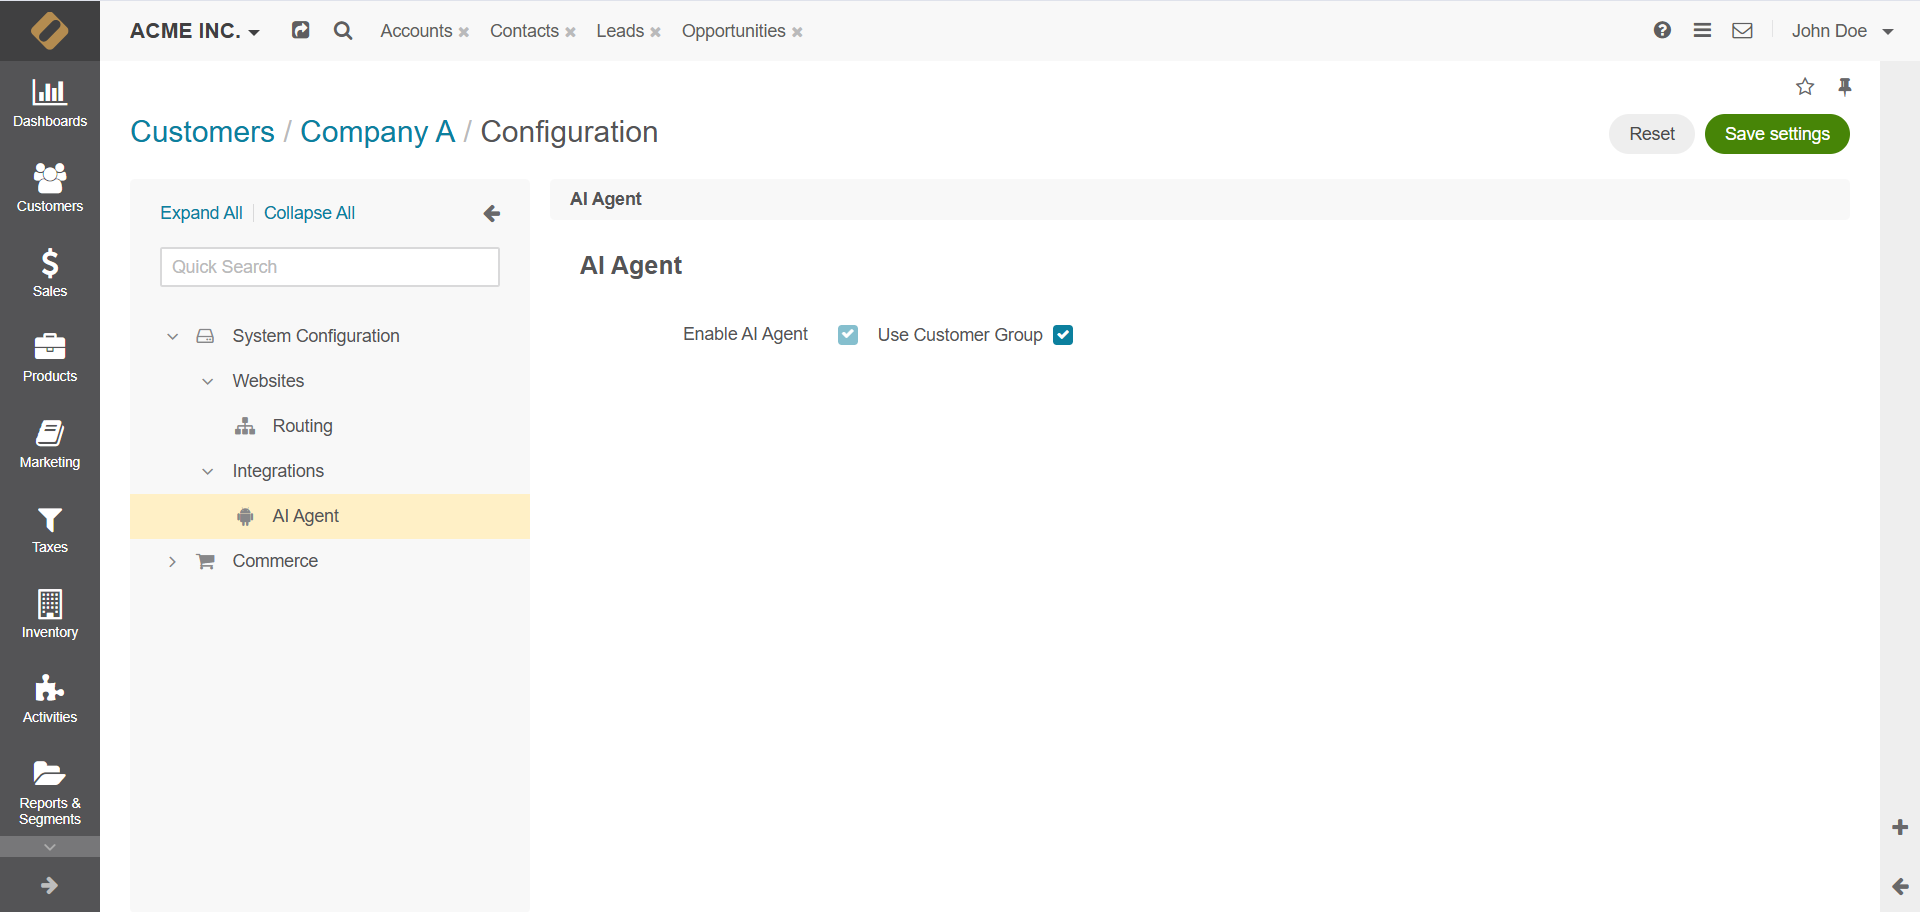 ACME INC.
Accounts
Contacts
Leads
Opportunities
John Doe
Dashboards
Customers
Sales
Products
Marketing
Taxes
Inventory
Activities
Reports &
Segments
Customers / Company A / Configuration
Reset
Save settings
Expand All
Collapse All
Quick Search
System Configuration
Websites
Routing
Integrations
AI Agent
Commerce
AI Agent
AI Agent
Enable AI Agent
Use Customer Group